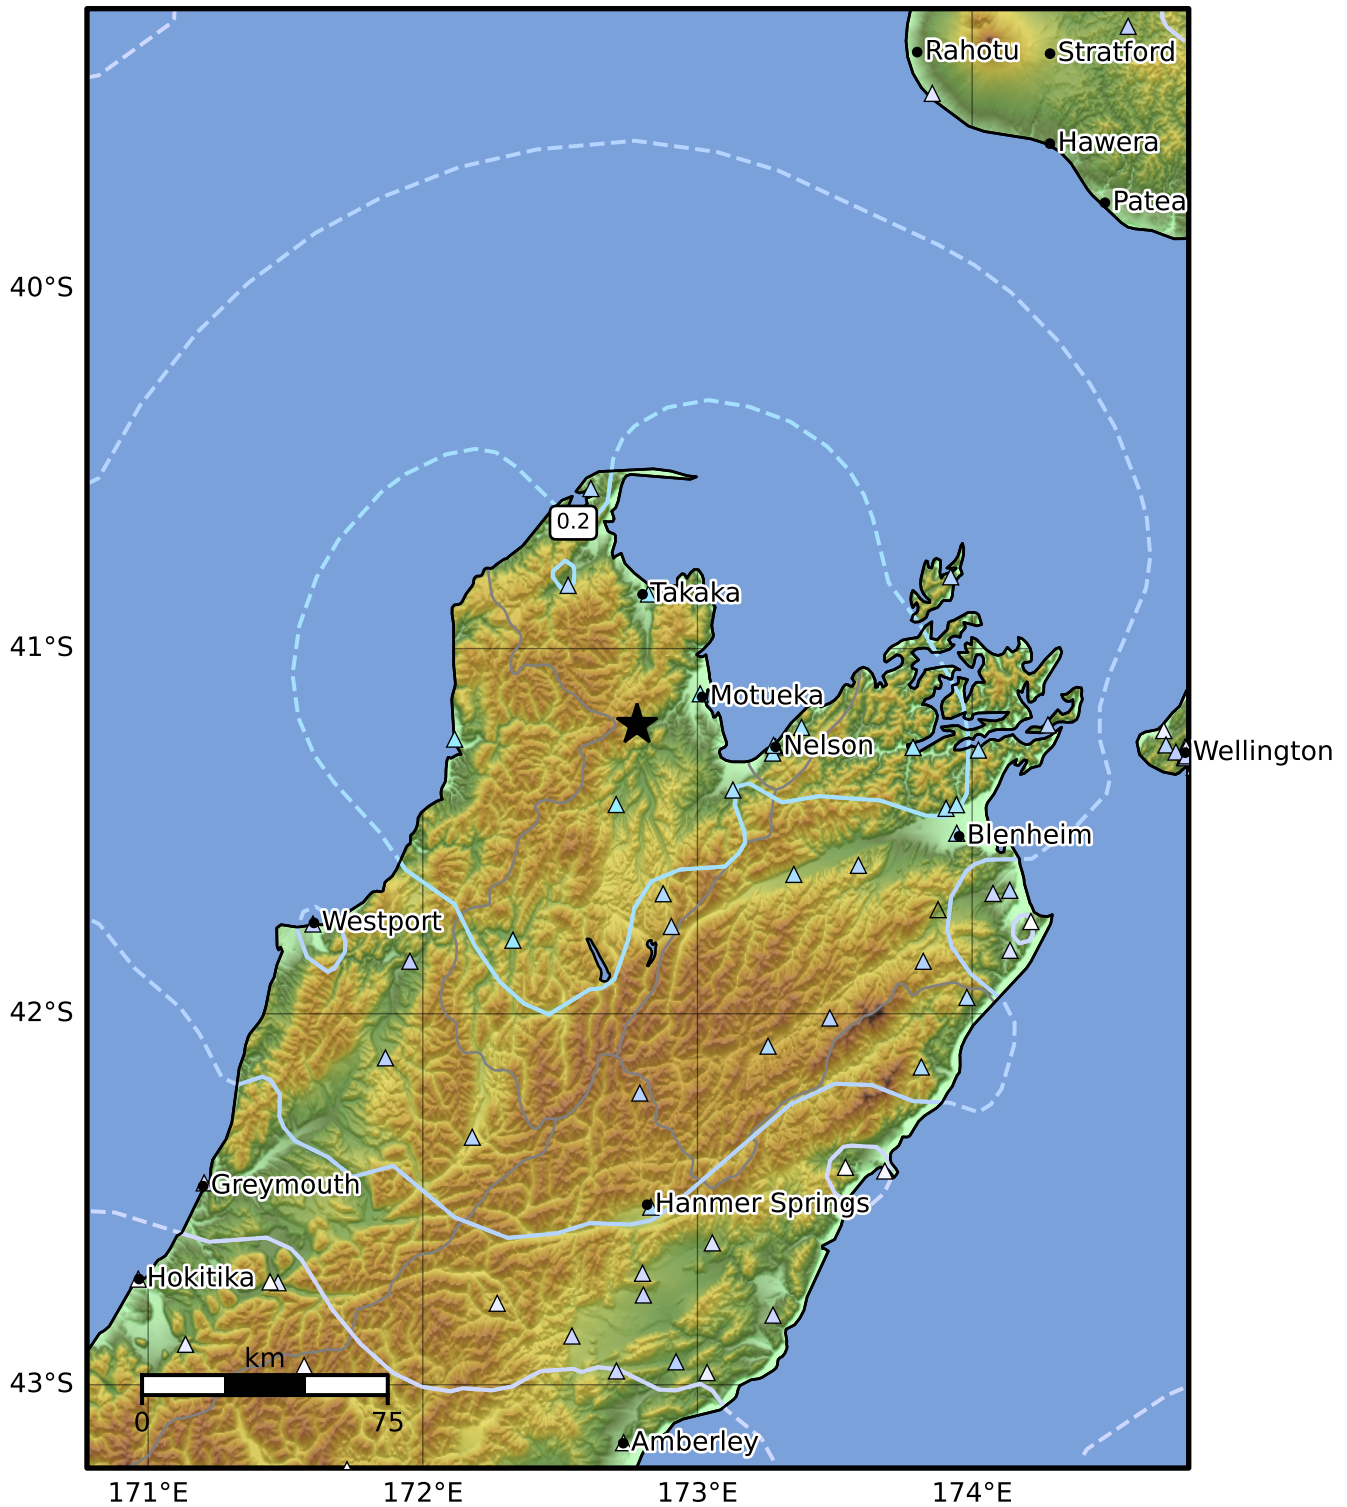 Rahotu
Stratford
Hawera
Patea
40°S
0.2
Takaka
41°S
Motueka
Nelson
Wellington
Blenheim
Westport
42°S
Greymouth
Hanmer Springs
Hokitika
km
43°S
0
75
Amberley
171°E
172°E
173°E
174°E